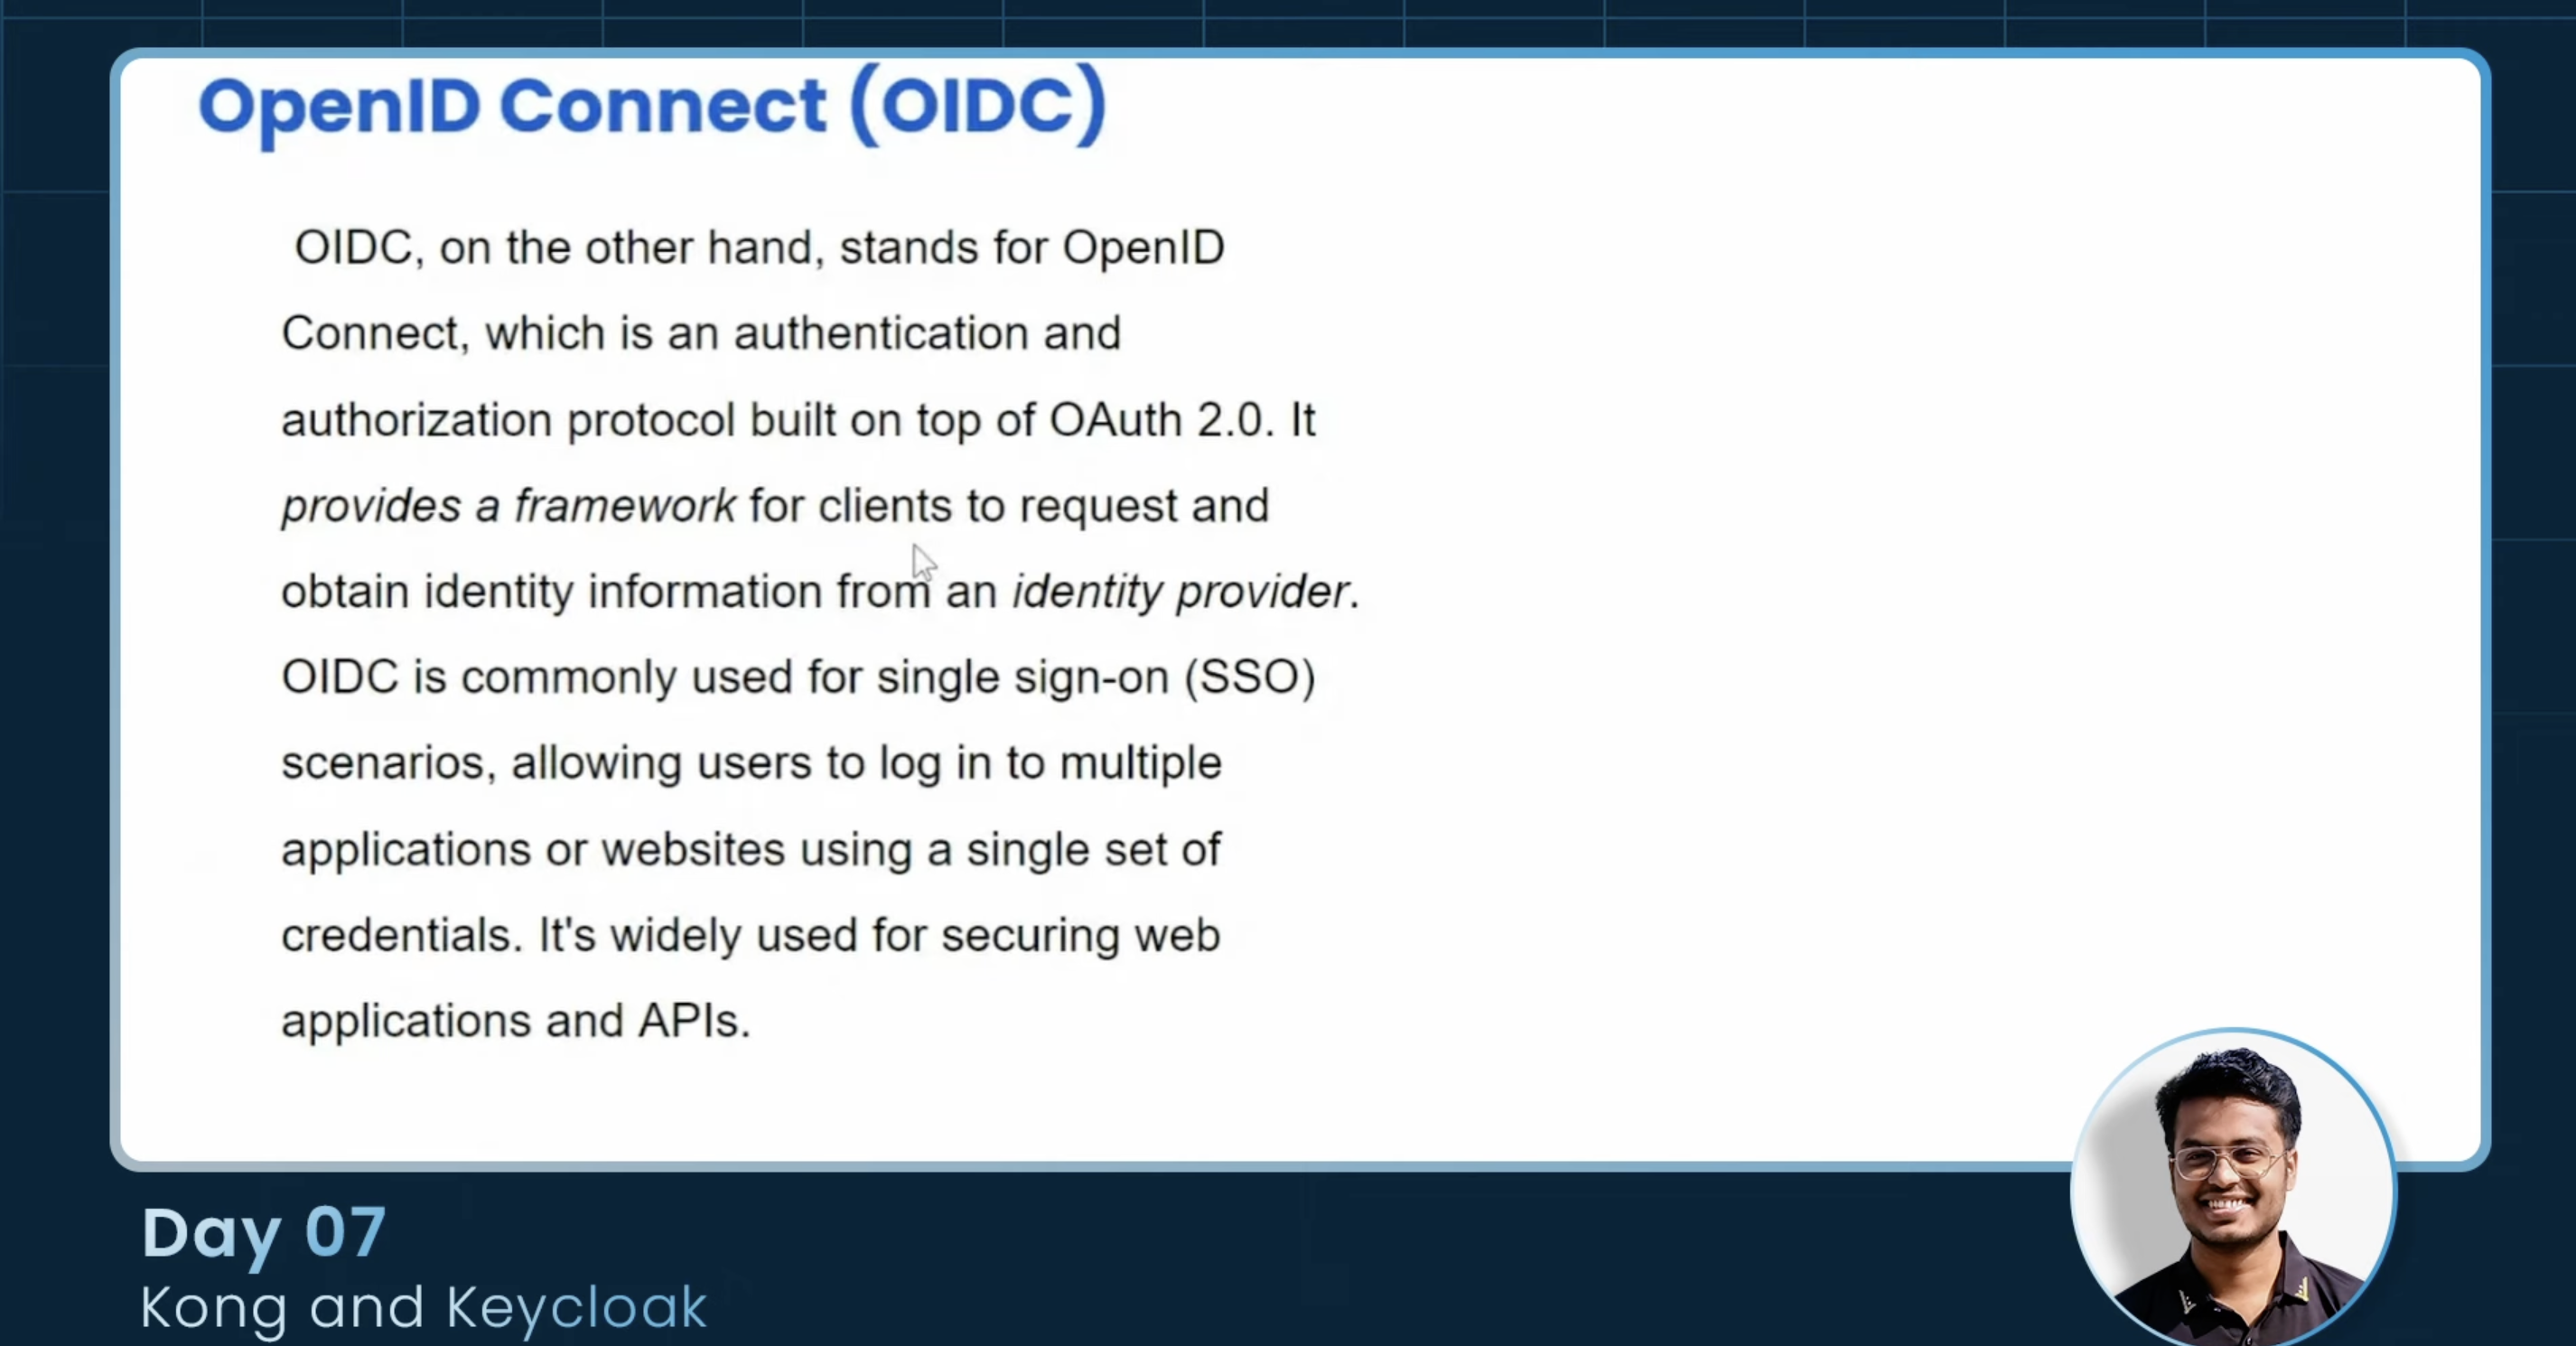 OpenID Connect (OIDC)
OIDC, on the other hand, stands for OpenID
Connect, which is an authentication and
authorization protocol built on top of OAuth 2.0. It
provides a framework for clients to request and
obtain identity information from an identity provider.
OIDC is commonly used for single sign-on (SSO)
scenarios, allowing users to log in to multiple
applications or websites using a single set of
credentials. It's widely used for securing web
applications and APIs.
Day 07
Kong and Keycloak